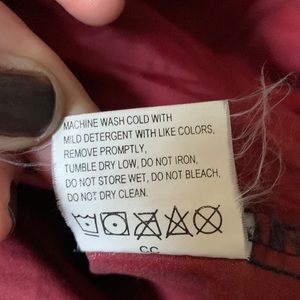 MACHINE WASH COLD WITH
MILD DETERGENT WITH LIKE COLORS,
REMOVE PROMPTLY,
TUMBLE DRY LOW, DO NOT IRON,
DO NOT STORE WET, DO NOT BLEACH,
DO NOT DRY CLEAN.